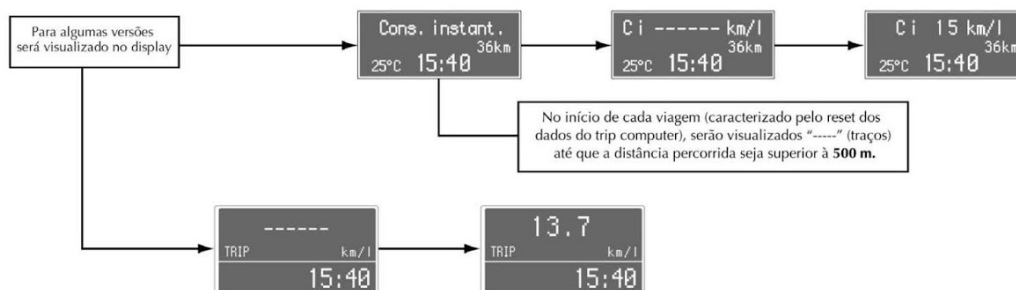 Para algumas versões
será visualizado no display
Cons. instant.
36km
25°C 15:40
Ci ------ km/l
36km
25°C 15:40
Ci 15 km/l
36km
25°C 15:40
No início de cada viagem (caracterizado pelo reset dos
dados do trip computer), serão visualizados “-----” (traços)
até que a distância percorrida seja superior à 500 m.
------
TRIP km/l
15:40
13.7
TRIP km/l
15:40